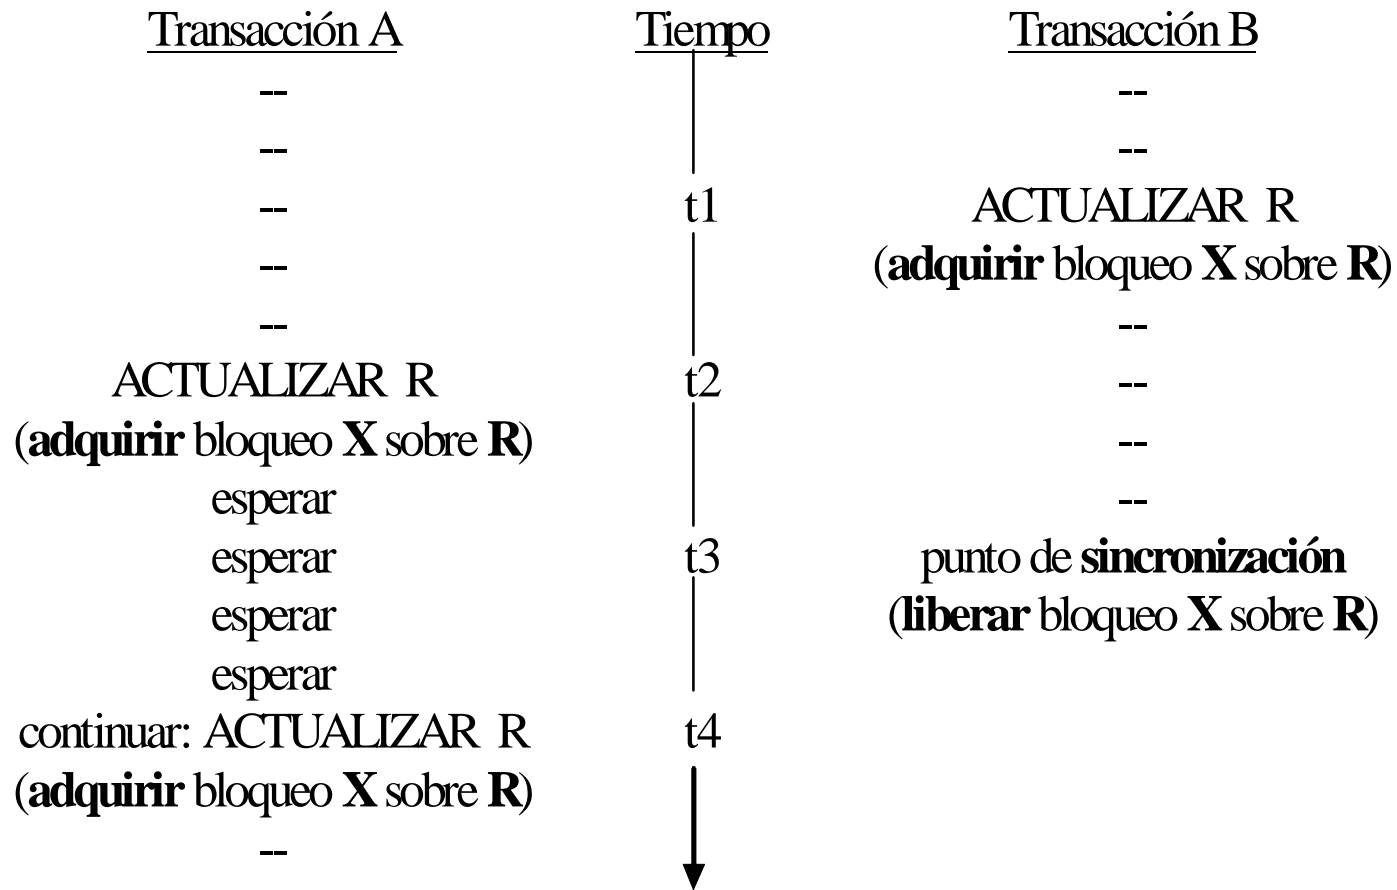 Transacción A Tiempo Transacción B
-- --
-- --
-- t1 ACTUALIZAR R
-- (adquirir bloqueo X sobre R)
-- --
ACTUALIZAR R t2 --
(adquirir bloqueo X sobre R) --
esperar --
esperar t3 punto de sincronización
esperar (liberar bloqueo X sobre R)
esperar
continuar: ACTUALIZAR R t4
(adquirir bloqueo X sobre R)
--